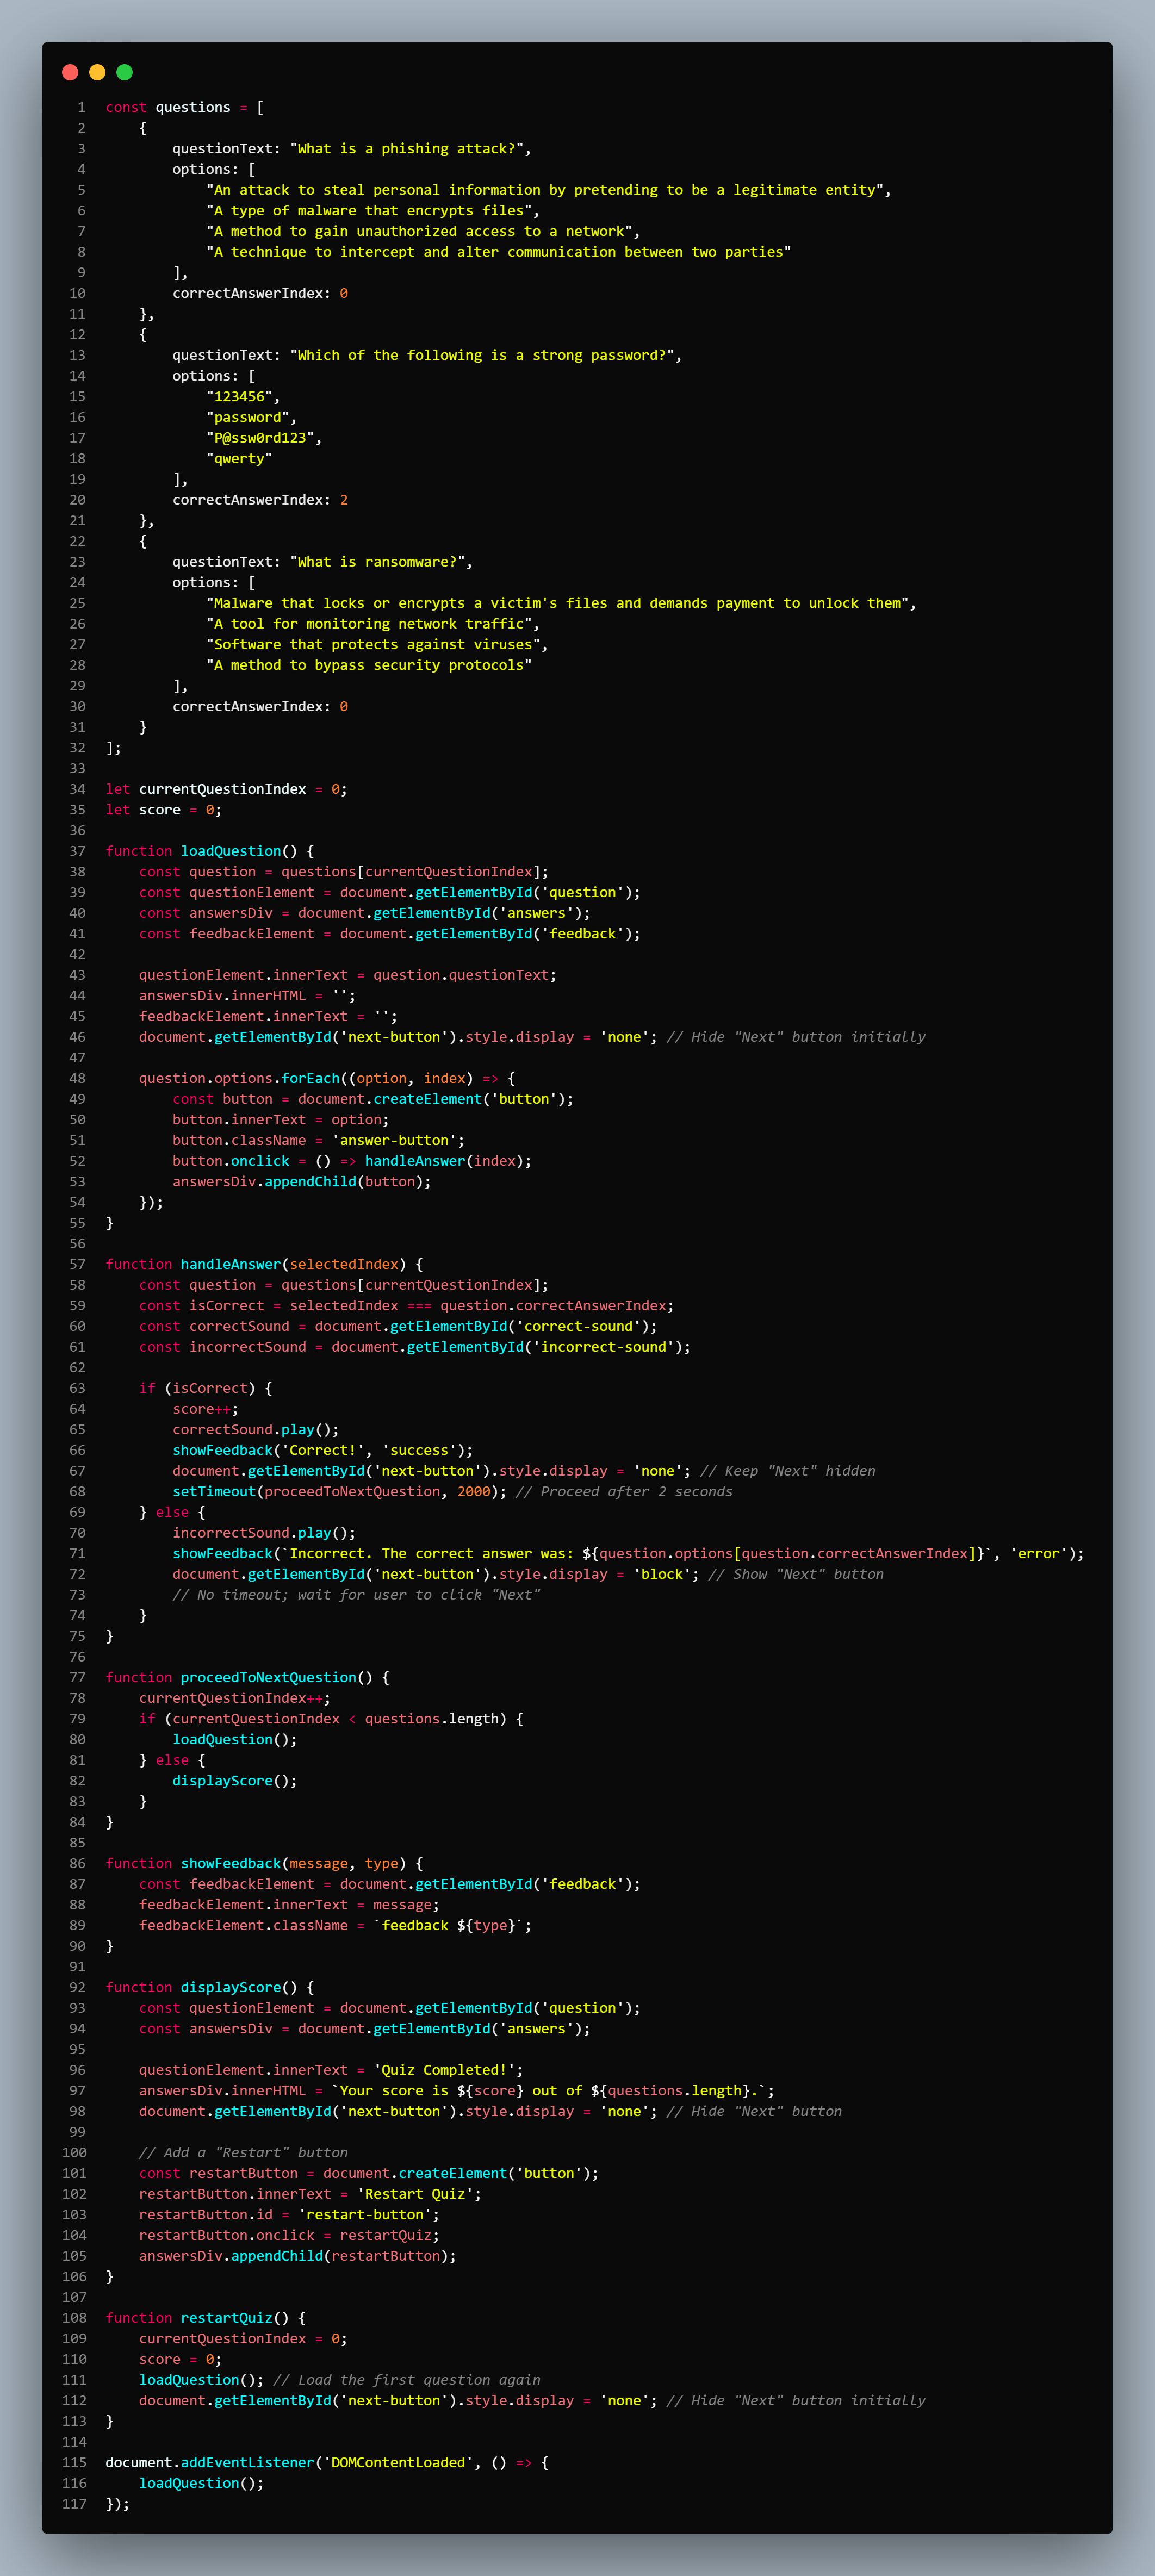 1 const questions = [
2     {
3         questionText: "What is a phishing attack?",
4         options: [
5             "An attack to steal personal information by pretending to be a legitimate entity",
6             "A type of malware that encrypts files",
7             "A method to gain unauthorized access to a network",
8             "A technique to intercept and alter communication between two parties"
9         ],
10         correctAnswerIndex: 0
11     },
12     {
13         questionText: "Which of the following is a strong password?",
14         options: [
15             "123456",
16             "password",
17             "P@ssw0rd123",
18             "qwerty"
19         ],
20         correctAnswerIndex: 2
21     },
22     {
23         questionText: "What is ransomware?",
24         options: [
25             "Malware that locks or encrypts a victim's files and demands payment to unlock them",
26             "A tool for monitoring network traffic",
27             "Software that protects against viruses",
28             "A method to bypass security protocols"
29         ],
30         correctAnswerIndex: 0
31     }
32 ];
33
34 let currentQuestionIndex = 0;
35 let score = 0;
36
37 function loadQuestion() {
38     const question = questions[currentQuestionIndex];
39     const questionElement = document.getElementById('question');
40     const answersDiv = document.getElementById('answers');
41     const feedbackElement = document.getElementById('feedback');
42
43     questionElement.innerText = question.questionText;
44     answersDiv.innerHTML = '';
45     feedbackElement.innerText = '';
46     document.getElementById('next-button').style.display = 'none'; // Hide "Next" button initially
47
48     question.options.forEach((option, index) => {
49         const button = document.createElement('button');
50         button.innerText = option;
51         button.className = 'answer-button';
52         button.onclick = () => handleAnswer(index);
53         answersDiv.appendChild(button);
54     });
55 }
56
57 function handleAnswer(selectedIndex) {
58     const question = questions[currentQuestionIndex];
59     const isCorrect = selectedIndex === question.correctAnswerIndex;
60     const correctSound = document.getElementById('correct-sound');
61     const incorrectSound = document.getElementById('incorrect-sound');
62
63     if (isCorrect) {
64         score++;
65         correctSound.play();
66         showFeedback('Correct!', 'success');
67         document.getElementById('next-button').style.display = 'none'; // Keep "Next" hidden
68         setTimeout(proceedToNextQuestion, 2000); // Proceed after 2 seconds
69     } else {
70         incorrectSound.play();
71         showFeedback(`Incorrect. The correct answer was: ${question.options[question.correctAnswerIndex]}`, 'error');
72         document.getElementById('next-button').style.display = 'block'; // Show "Next" button
73         // No timeout; wait for user to click "Next"
74     }
75 }
76
77 function proceedToNextQuestion() {
78     currentQuestionIndex++;
79     if (currentQuestionIndex < questions.length) {
80         loadQuestion();
81     } else {
82         displayScore();
83     }
84 }
85
86 function showFeedback(message, type) {
87     const feedbackElement = document.getElementById('feedback');
88     feedbackElement.innerText = message;
89     feedbackElement.className = `feedback ${type}`;
90 }
91
92 function displayScore() {
93     const questionElement = document.getElementById('question');
94     const answersDiv = document.getElementById('answers');
95
96     questionElement.innerText = 'Quiz Completed!';
97     answersDiv.innerHTML = `Your score is ${score} out of ${questions.length}.`;
98     document.getElementById('next-button').style.display = 'none'; // Hide "Next" button
99
100     // Add a "Restart" button
101     const restartButton = document.createElement('button');
102     restartButton.innerText = 'Restart Quiz';
103     restartButton.id = 'restart-button';
104     restartButton.onclick = restartQuiz;
105     answersDiv.appendChild(restartButton);
106 }
107
108 function restartQuiz() {
109     currentQuestionIndex = 0;
110     score = 0;
111     loadQuestion(); // Load the first question again
112     document.getElementById('next-button').style.display = 'none'; // Hide "Next" button initially
113 }
114
115 document.addEventListener('DOMContentLoaded', () => {
116     loadQuestion();
117 });